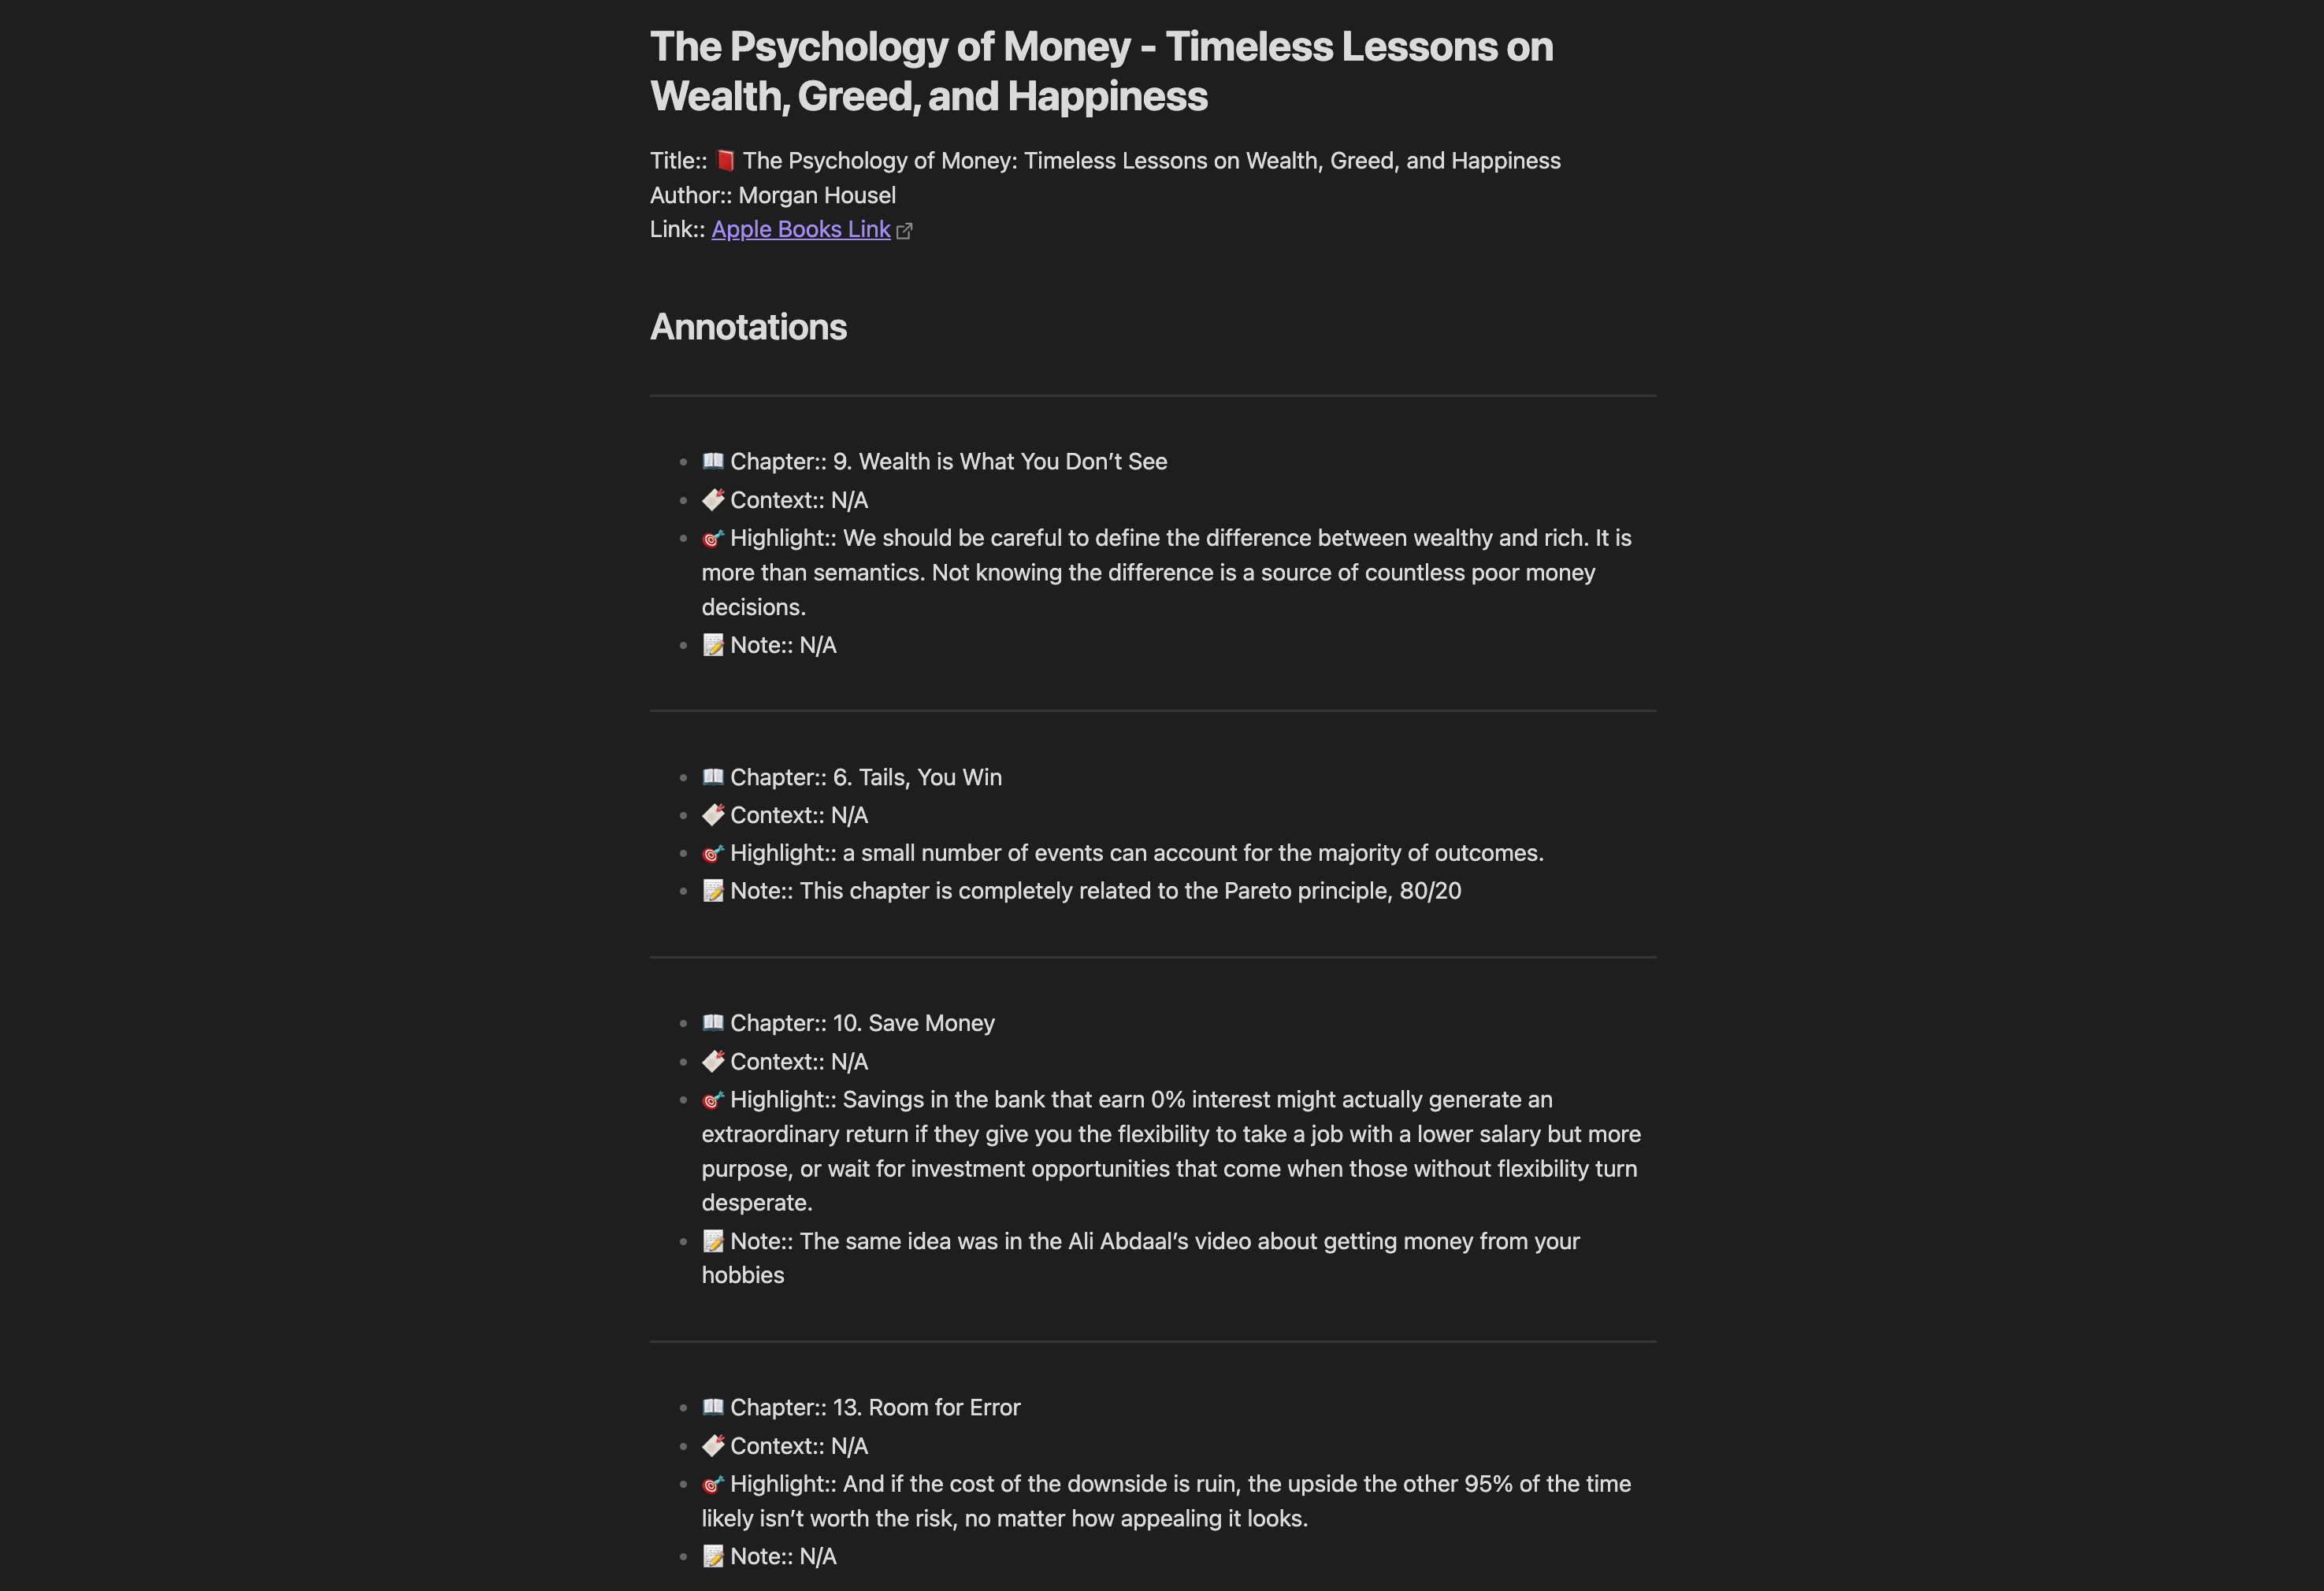 The Psychology of Money - Timeless Lessons on
Wealth, Greed, and Happiness
Title:: 📕 The Psychology of Money: Timeless Lessons on Wealth, Greed, and Happiness
Author:: Morgan Housel
Link:: Apple Books Link
Annotations
• 📖 Chapter:: 9. Wealth is What You Don’t See
• 🔖 Context:: N/A
• 🎯 Highlight:: We should be careful to define the difference between wealthy and rich. It is
more than semantics. Not knowing the difference is a source of countless poor money
decisions.
• 📝 Note:: N/A
• 📖 Chapter:: 6. Tails, You Win
• 🔖 Context:: N/A
• 🎯 Highlight:: a small number of events can account for the majority of outcomes.
• 📝 Note:: This chapter is completely related to the Pareto principle, 80/20
• 📖 Chapter:: 10. Save Money
• 🔖 Context:: N/A
• 🎯 Highlight:: Savings in the bank that earn 0% interest might actually generate an
extraordinary return if they give you the flexibility to take a job with a lower salary but more
purpose, or wait for investment opportunities that come when those without flexibility turn
desperate.
• 📝 Note:: The same idea was in the Ali Abdaal’s video about getting money from your
hobbies
• 📖 Chapter:: 13. Room for Error
• 🔖 Context:: N/A
• 🎯 Highlight:: And if the cost of the downside is ruin, the upside the other 95% of the time
likely isn’t worth the risk, no matter how appealing it looks.
• 📝 Note:: N/A